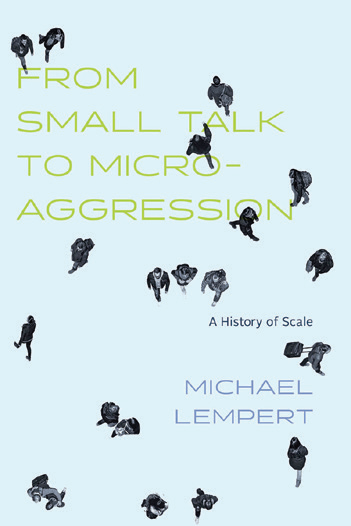 FROM
SMALL TALK
TO MICRO-
AGGRESSION
A History of Scale
MICHAEL
LEMPERT